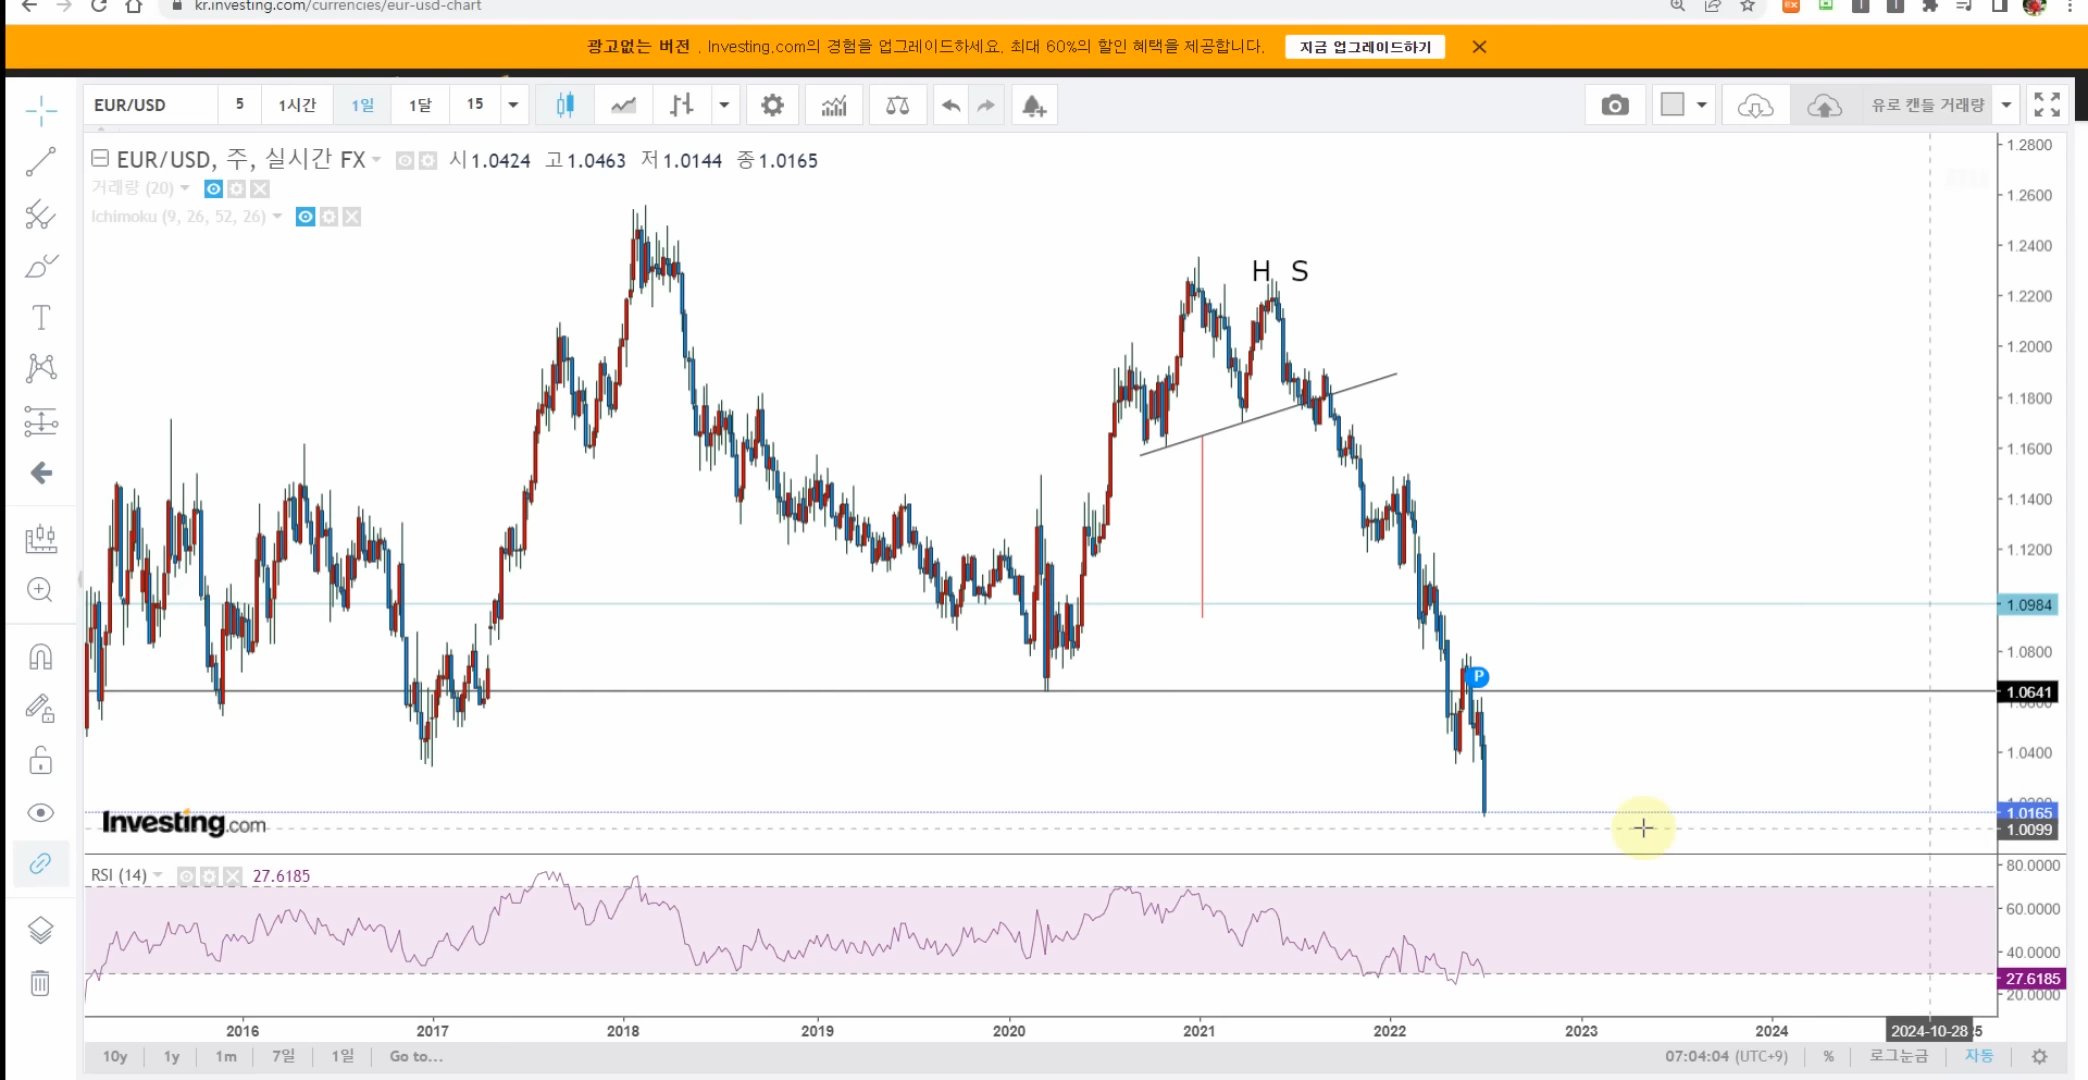 kr.investing.com/currencies/eur-usd-chart
광고없는 버전 . Investing.com의 경험을 업그레이드하세요. 최대 60%의 할인 혜택을 제공합니다. 지금 업그레이드하기
EUR/USD 5 1시간 1일 1달 15 유로 캔들 거래량
EUR/USD, 주, 실시간 FX 시1.0424 고1.0463 저1.0144 종1.0165
거래량 (20)
Ichimoku (9, 26, 52, 26)
H S
P
1.2800
1.2600
1.2400
1.2200
1.2000
1.1800
1.1600
1.1400
1.1200
1.0984
1.0800
1.0641
1.0400
1.0165
1.0099
Investing.com
RSI (14) 27.6185
80.0000
60.0000
40.0000
27.6185
20.0000
2016 2017 2018 2019 2020 2021 2022 2023 2024 2024-10-28
10y 1y 1m 7일 1일 Go to... 07:04:04 (UTC+9) % 로그눈금 자동